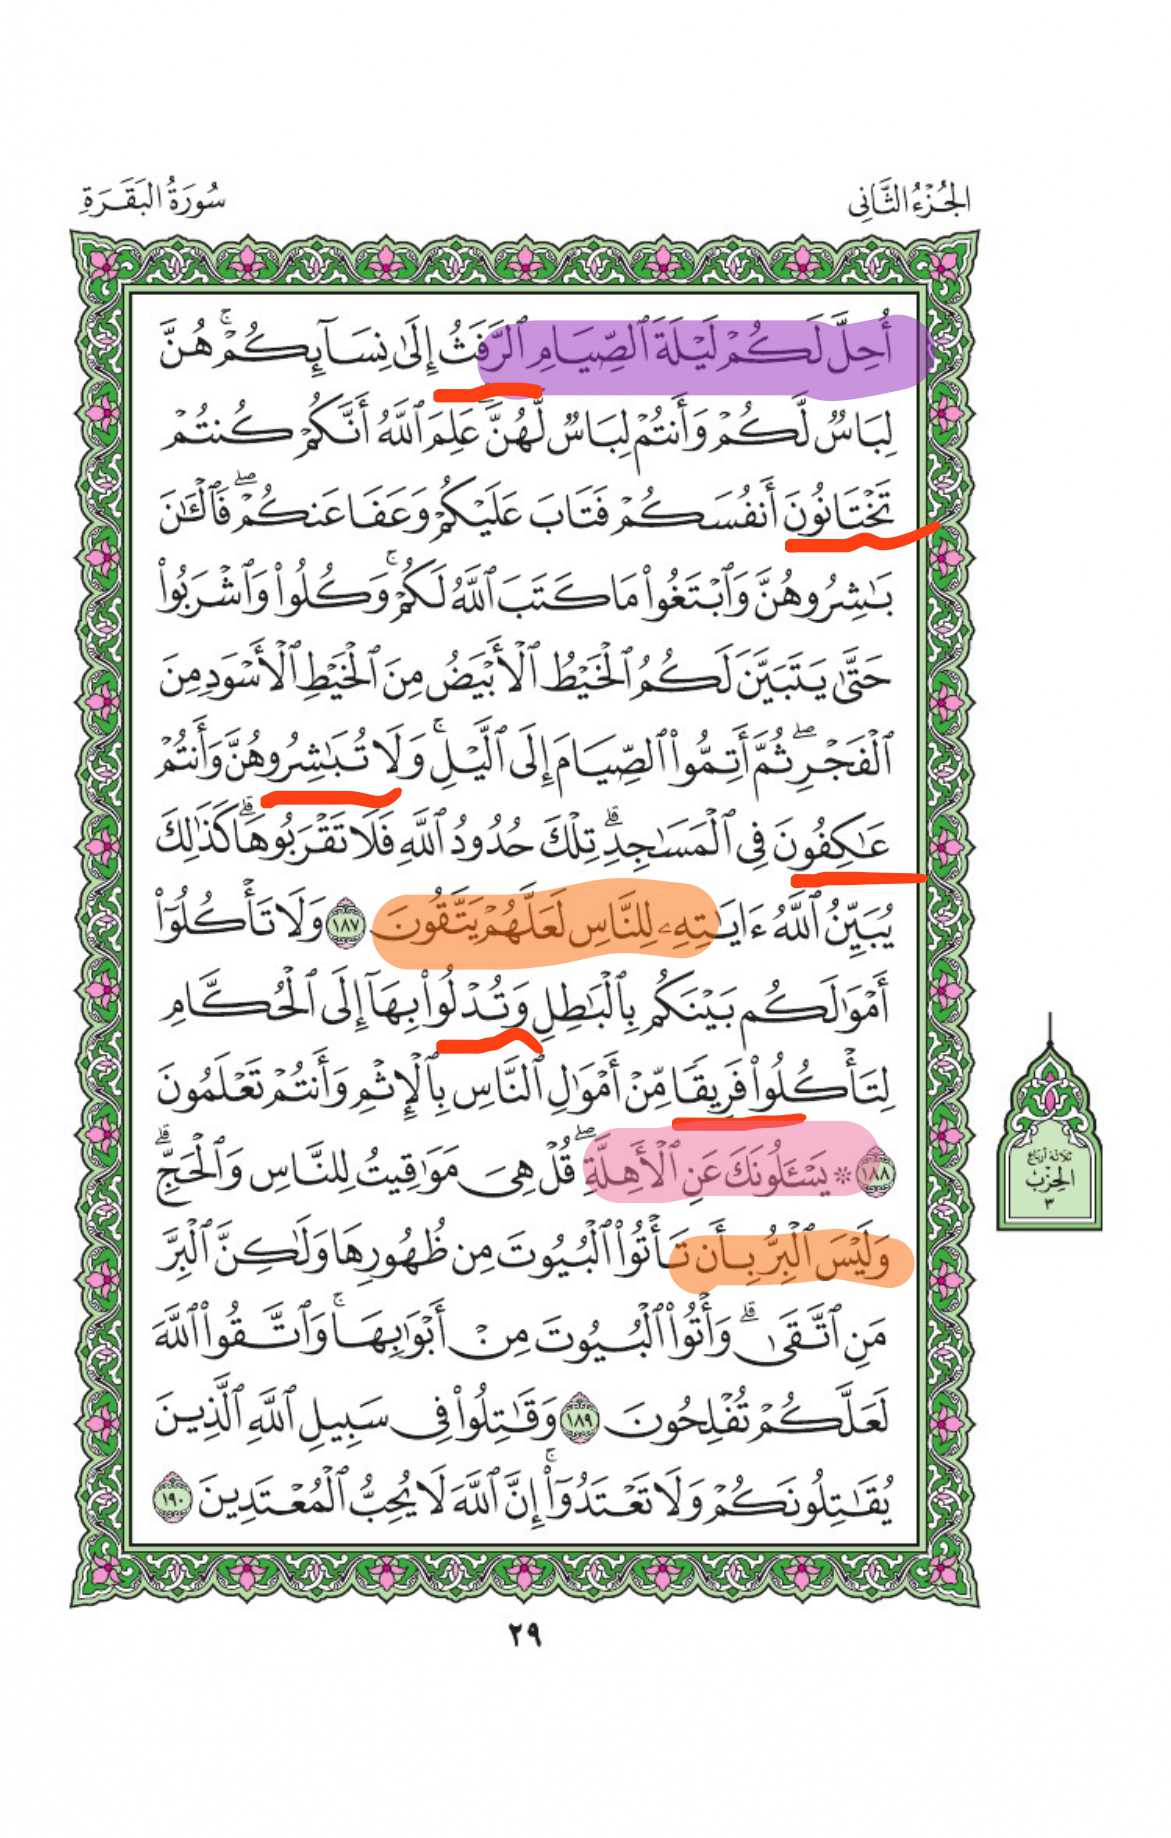 الجُزْءُ الثَّانِى
سُورَةُ البَقَرَةِ
أُحِلَّ لَكُمْ لَيْلَةَ ٱلصِّيَامِ ٱلرَّفَثُ إِلَىٰ نِسَآئِكُمْ ۚ هُنَّ
لِبَاسٌ لَّكُمْ وَأَنتُمْ لِبَاسٌ لَّهُنَّ ۗ عَلِمَ ٱللَّهُ أَنَّكُمْ كُنتُمْ
تَخْتَانُونَ أَنفُسَكُمْ فَتَابَ عَلَيْكُمْ وَعَفَا عَنكُمْ ۖ فَٱلْـَٰٔنَ
بَـٰشِرُوهُنَّ وَٱبْتَغُوا۟ مَا كَتَبَ ٱللَّهُ لَكُمْ ۚ وَكُلُوا۟ وَٱشْرَبُوا۟
حَتَّىٰ يَتَبَيَّنَ لَكُمُ ٱلْخَيْطُ ٱلْأَبْيَضُ مِنَ ٱلْخَيْطِ ٱلْأَسْوَدِ مِنَ
ٱلْفَجْرِ ۖ ثُمَّ أَتِمُّوا۟ ٱلصِّيَامَ إِلَى ٱلَّيْلِ ۚ وَلَا تُبَـٰشِرُوهُنَّ وَأَنتُمْ
عَـٰكِفُونَ فِى ٱلْمَسَـٰجِدِ ۗ تِلْكَ حُدُودُ ٱللَّهِ فَلَا تَقْرَبُوهَا ۗ كَذَٰلِكَ
يُبَيِّنُ ٱللَّهُ ءَايَـٰتِهِۦ لِلنَّاسِ لَعَلَّهُمْ يَتَّقُونَ ١٨٧ وَلَا تَأْكُلُوٓا۟
أَمْوَٰلَكُم بَيْنَكُم بِٱلْبَـٰطِلِ وَتُدْلُوا۟ بِهَآ إِلَى ٱلْحُكَّامِ
لِتَأْكُلُوا۟ فَرِيقًا مِّنْ أَمْوَٰلِ ٱلنَّاسِ بِٱلْإِثْمِ وَأَنتُمْ تَعْلَمُونَ
١٨٨ * يَسْـَٔلُونَكَ عَنِ ٱلْأَهِلَّةِ ۖ قُلْ هِىَ مَوَٰقِيتُ لِلنَّاسِ وَٱلْحَجِّ ۗ
وَلَيْسَ ٱلْبِرُّ بِأَن تَأْتُوا۟ ٱلْبُيُوتَ مِن ظُهُورِهَا وَلَـٰكِنَّ ٱلْبِرَّ
مَنِ ٱتَّقَىٰ ۗ وَأْتُوا۟ ٱلْبُيُوتَ مِنْ أَبْوَٰبِهَا ۚ وَٱتَّقُوا۟ ٱللَّهَ
لَعَلَّكُمْ تُفْلِحُونَ ١٨٩ وَقَـٰتِلُوا۟ فِى سَبِيلِ ٱللَّهِ ٱلَّذِينَ
يُقَـٰتِلُونَكُمْ وَلَا تَعْتَدُوٓا۟ ۚ إِنَّ ٱللَّهَ لَا يُحِبُّ ٱلْمُعْتَدِينَ ١٩٠
ثلاثة أرباع
الحِزْب
٣
٢٩